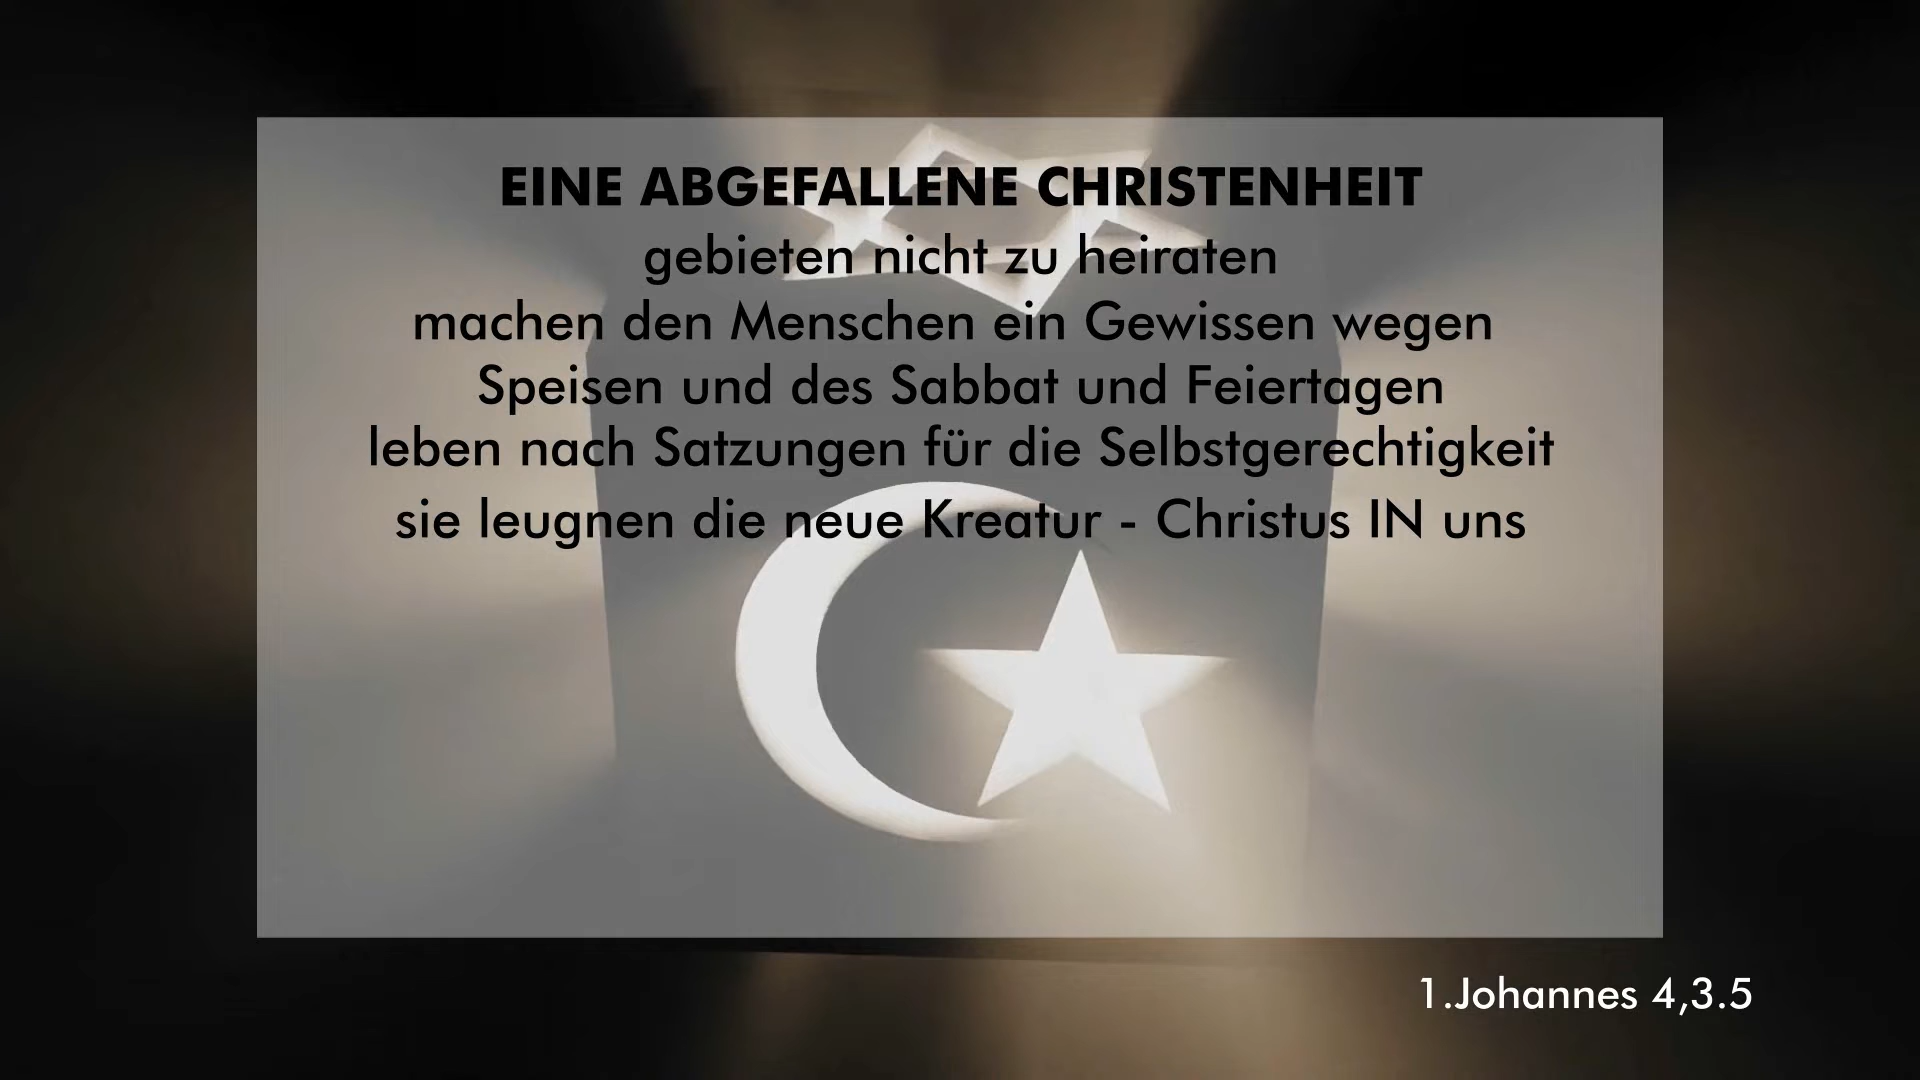 EINE ABGEFALLENE CHRISTENHEIT
gebieten nicht zu heiraten
machen den Menschen ein Gewissen wegen
Speisen und des Sabbat und Feiertagen
leben nach Satzungen für die Selbstgerechtigkeit
sie leugnen die neue Kreatur - Christus IN uns
1.Johannes 4,3.5